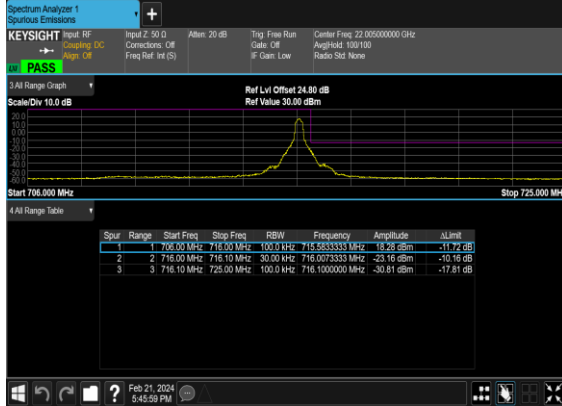 Spectrum Analyzer 1
Spurious Emissions
+
KEYSIGHT Input: RF Input Z: 50 Ω Atten: 20 dB Trig: Free Run Center Freq: 22.005000000 GHz
Coupling: DC Corrections: Off Gate: Off Avg|Hold: 100/100
Align: Off Freq Ref: Int (S) IF Gain: Low Radio Std: None
PASS
3 All Range Graph
Ref Lvl Offset 24.80 dB
Scale/Div 10.0 dB Ref Value 30.00 dBm
20.0
10.0
0.00
-10.0
-20.0
-30.0
-40.0
-50.0
-60.0
Start 706.000 MHz Stop 725.000 MH
4 All Range Table
Spur Range Start Freq Stop Freq RBW Frequency Amplitude ΔLimit
1 1 706.00 MHz 716.00 MHz 100.0 kHz 715.5833333 MHz 18.28 dBm -11.72 dB
2 2 716.00 MHz 716.10 MHz 30.00 kHz 716.0073333 MHz -23.16 dBm -10.16 dB
3 3 716.10 MHz 725.00 MHz 100.0 kHz 716.1000000 MHz -30.81 dBm -17.81 dB
?
Feb 21, 2024
5:45:59 PM